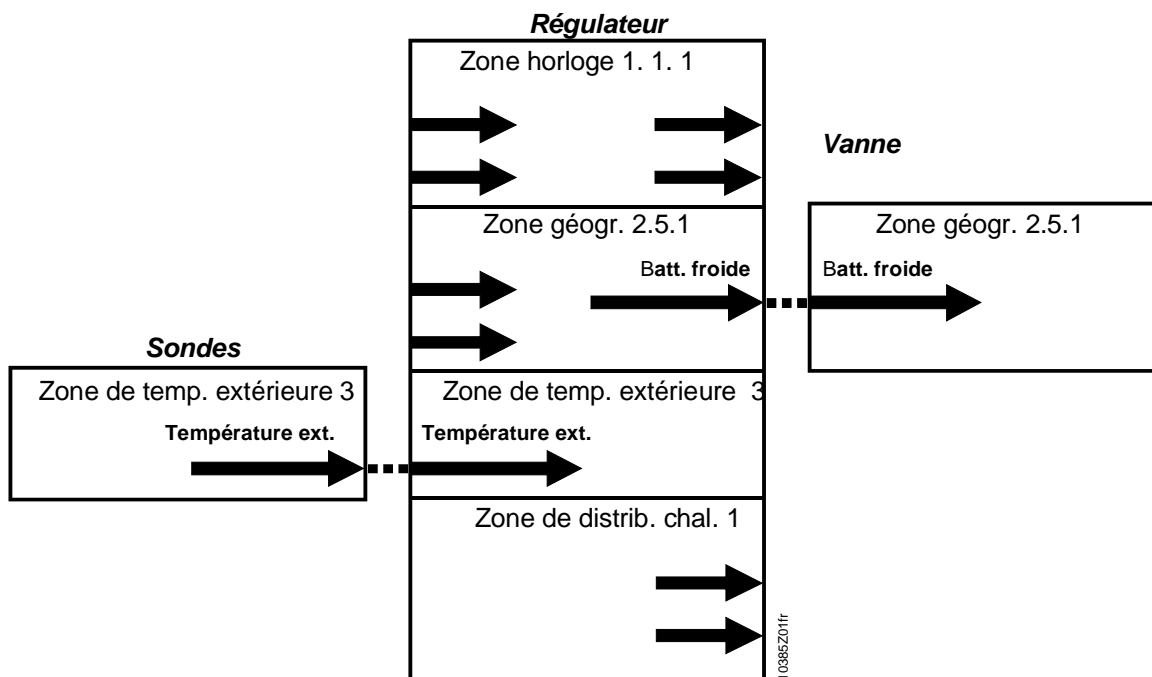 Régulateur
Zone horloge 1. 1. 1
Vanne
Zone géogr. 2.5.1
Batt. froide
Zone géogr. 2.5.1
Batt. froide
Sondes
Zone de temp. extérieure 3
Température ext.
Zone de temp. extérieure 3
Température ext.
Zone de distrib. chal. 1
10385Z01fr